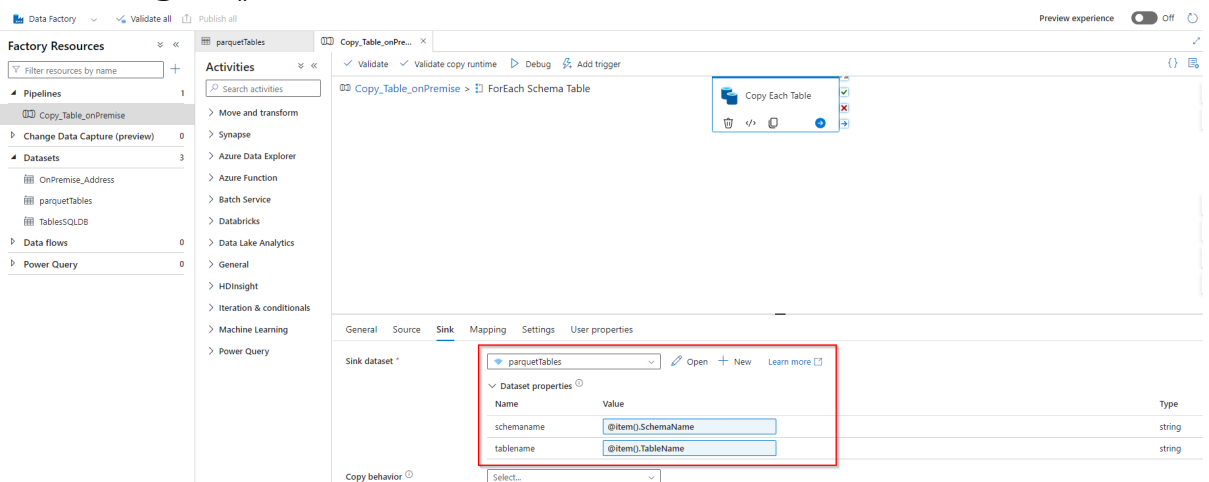 Data Factory Validate all Publish all Preview experience Off
Factory Resources
Filter resources by name
Pipelines 1
Copy_Table_onPremise
Change Data Capture (preview) 0
Datasets 3
OnPremise_Address
parquetTables
TablesSQLDB
Data flows 0
Power Query 0
parquetTables Copy_Table_onPre...
Activities
Search activities
Move and transform
Synapse
Azure Data Explorer
Azure Function
Batch Service
Databricks
Data Lake Analytics
General
HDInsight
Iteration & conditionals
Machine Learning
Power Query
Validate Validate copy runtime Debug Add trigger
Copy_Table_onPremise > ForEach Schema Table
Copy Each Table
General Source Sink Mapping Settings User properties
Sink dataset *
parquetTables Open New Learn more
Dataset properties
Name Value Type
schemaname @item().SchemaName string
tablename @item().TableName string
Copy behavior Select...